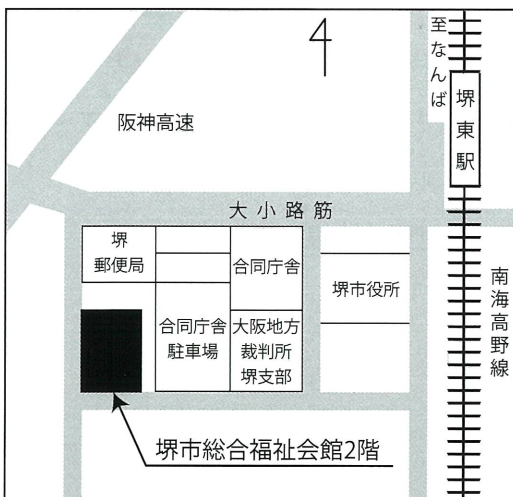 至なんば
堺東駅
阪神高速
大小路筋
堺
郵便局
合同庁舎
堺市役所
南海高野線
合同庁舎
駐車場
大阪地方
裁判所
堺支部
堺市総合福祉会館2階